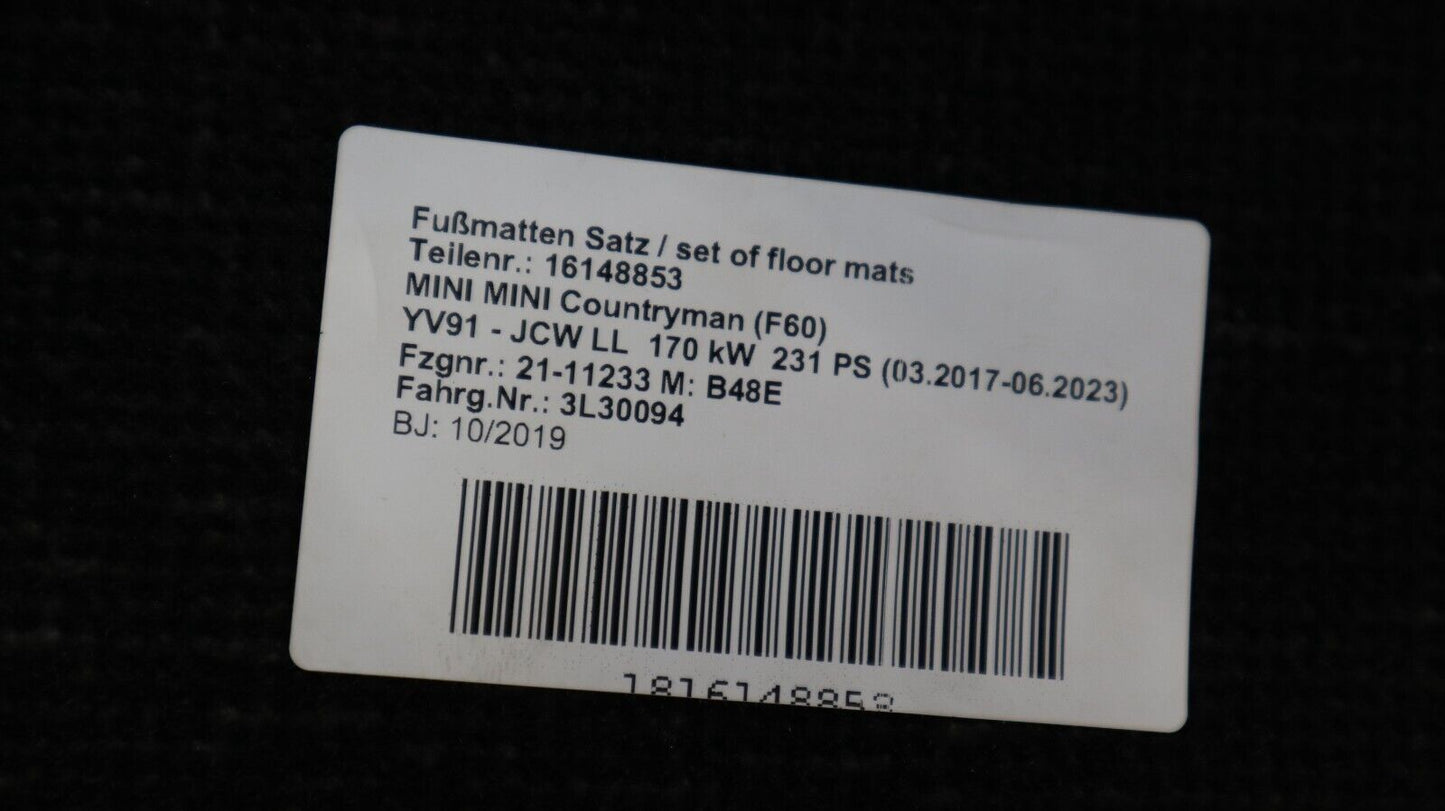 Fußmatten Satz / set of floor mats
Teilenr.: 16148853
MINI MINI Countryman (F60)
YV91 - JCW LL 170 kW 231 PS (03.2017-06.2023)
Fzgnr.: 21-11233 M: B48E
Fahrg.Nr.: 3L30094
BJ: 10/2019
1816148853